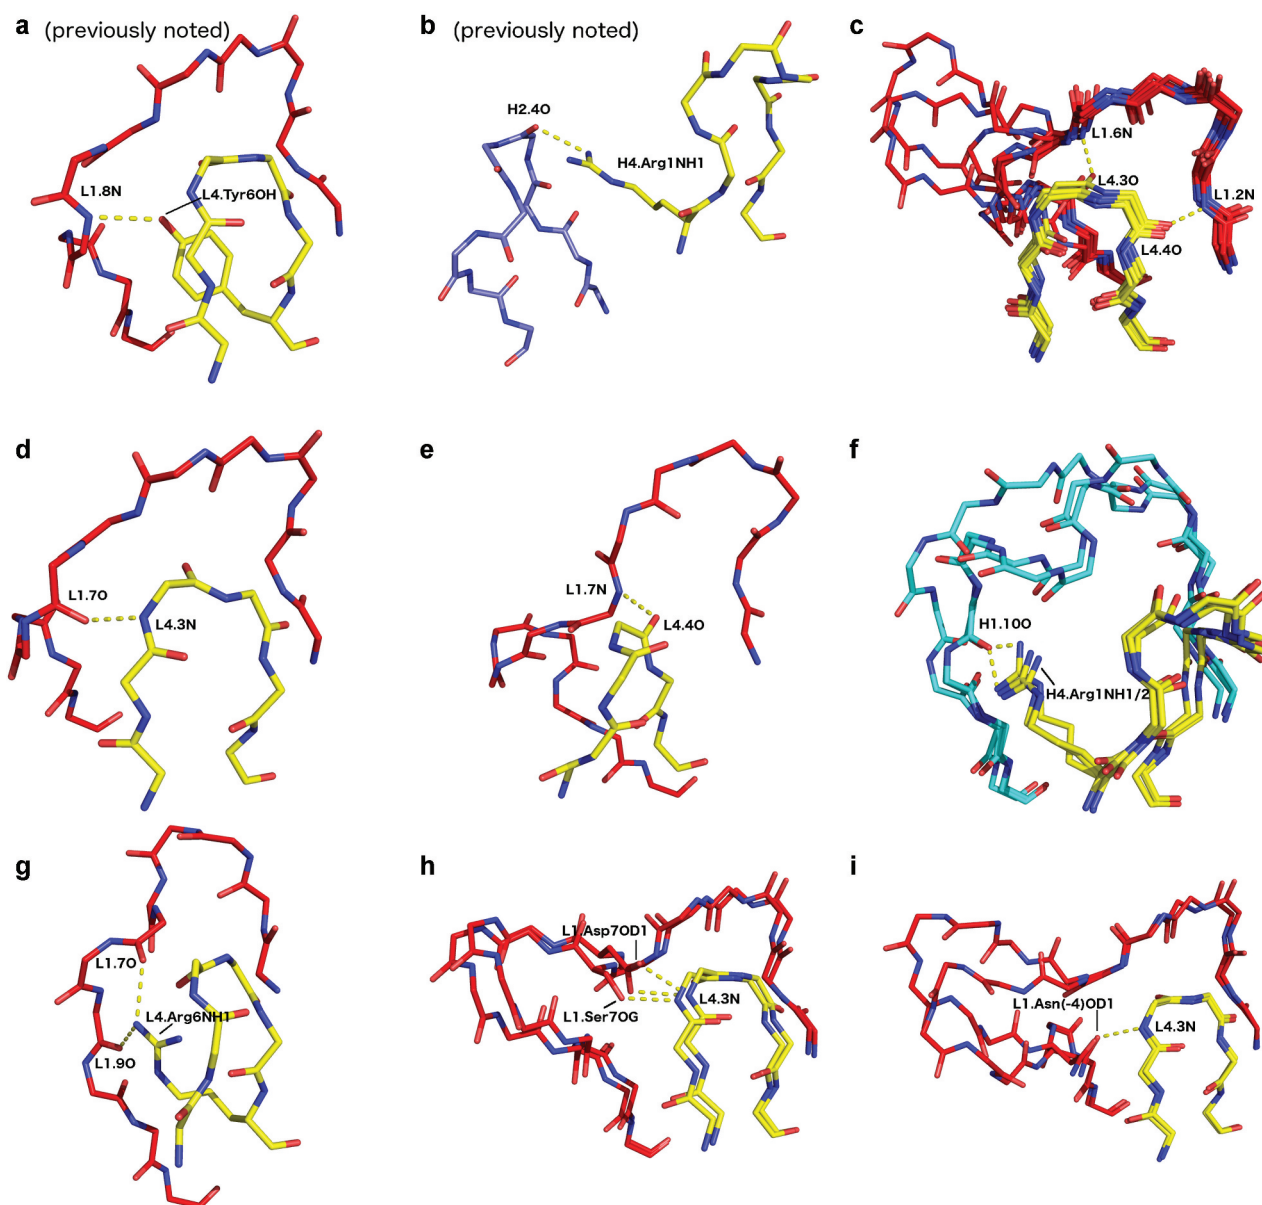 a (previously noted)
L1.8N
L4.Tyr6OH
b (previously noted)
H2.4O
H4.Arg1NH1
c
L1.6N
L4.3O
L1.2N
L4.4O
d
L1.7O
L4.3N
e
L1.7N
L4.4O
f
H1.10O
H4.Arg1NH1/2
g
L1.7O
L4.Arg6NH1
L1.9O
h
L1.Asp7OD1
L4.3N
L1.Ser7OG
i
L1.Asn(-4)OD1
L4.3N